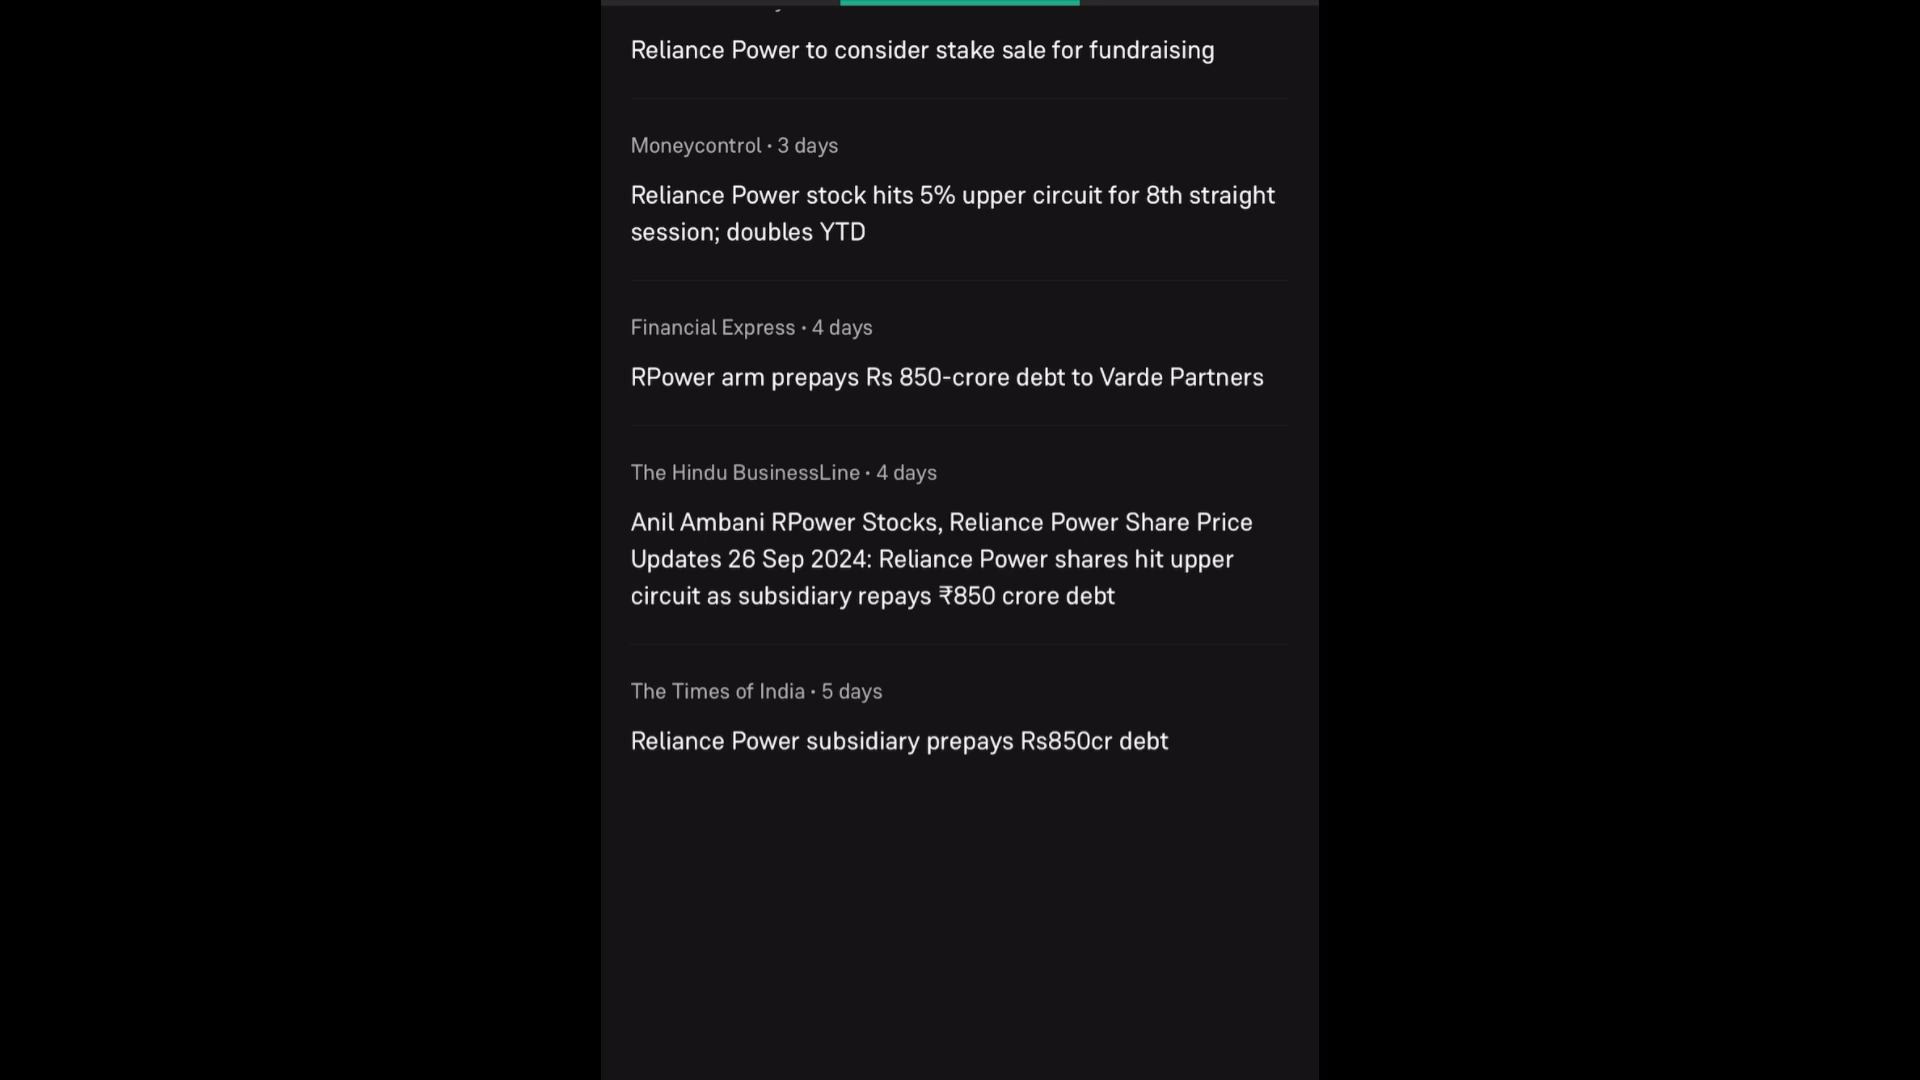 Reliance Power to consider stake sale for fundraising
Moneycontrol · 3 days
Reliance Power stock hits 5% upper circuit for 8th straight
session; doubles YTD
Financial Express · 4 days
RPower arm prepays Rs 850-crore debt to Varde Partners
The Hindu BusinessLine · 4 days
Anil Ambani RPower Stocks, Reliance Power Share Price
Updates 26 Sep 2024: Reliance Power shares hit upper
circuit as subsidiary repays ₹850 crore debt
The Times of India · 5 days
Reliance Power subsidiary prepays Rs850cr debt